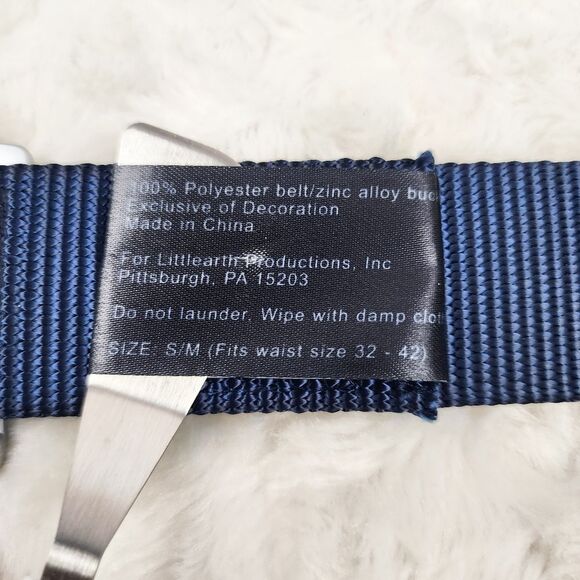 100% Polyester belt/zinc alloy buc
Exclusive of Decoration
Made in China
For Littlearth Productions, Inc
Pittsburgh, PA 15203
Do not launder. Wipe with damp clot
SIZE: S/M (Fits waist size 32 - 42)